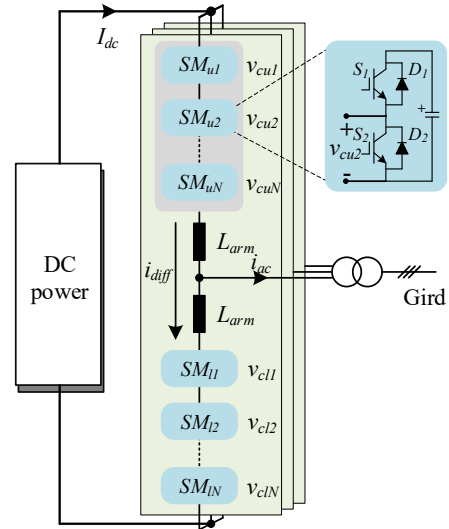 I_dc
SM_u1 v_cu1
SM_u2 v_cu2
SM_uN v_cuN
S_1 D_1
+
+
S_2 D_2
v_cu2
-
L_arm
i_diff
i_ac
DC
power
L_arm
Gird
SM_l1 v_cl1
SM_l2 v_cl2
SM_lN v_clN